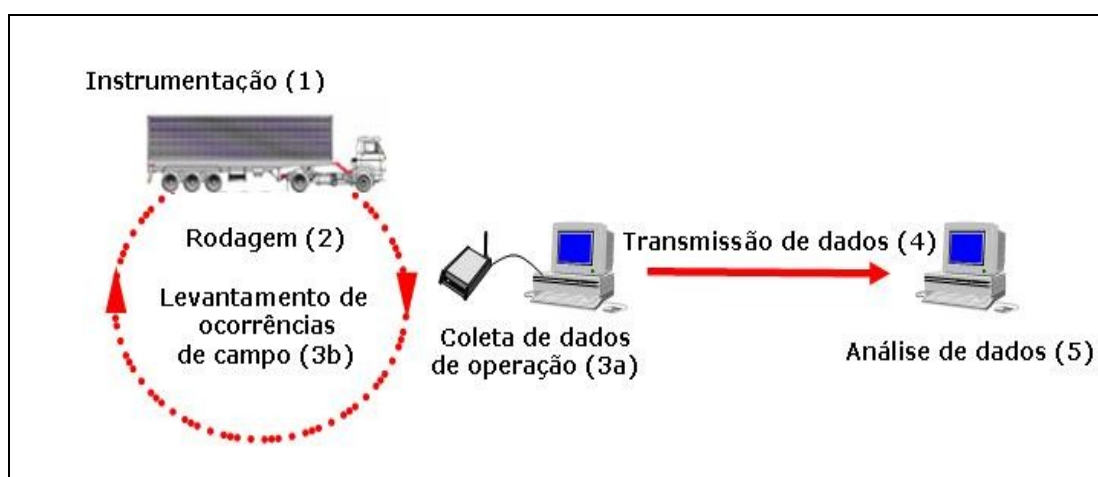 Instrumentação (1)
Rodagem (2)
Levantamento de
ocorrências
de campo (3b)
Coleta de dados
de operação (3a)
Transmissão de dados (4)
Análise de dados (5)